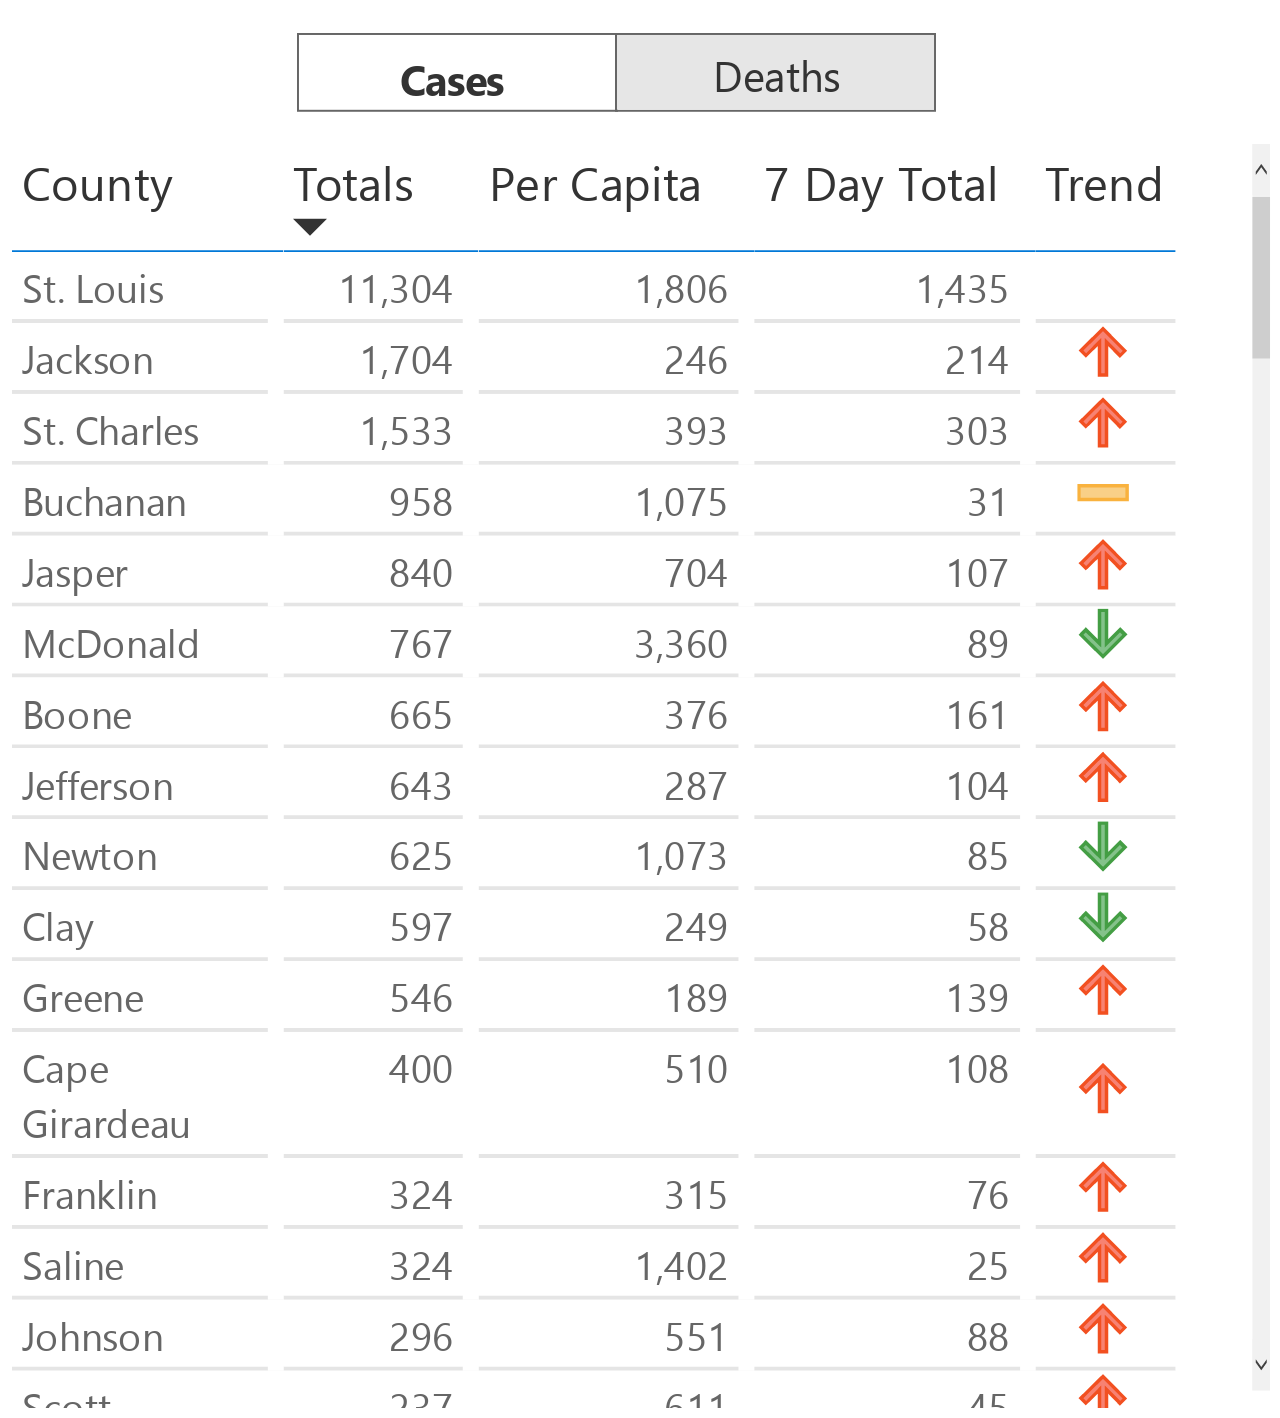 Cases Deaths
County Totals Per Capita 7 Day Total Trend
St. Louis 11,304 1,806 1,435
Jackson 1,704 246 214
St. Charles 1,533 393 303
Buchanan 958 1,075 31
Jasper 840 704 107
McDonald 767 3,360 89
Boone 665 376 161
Jefferson 643 287 104
Newton 625 1,073 85
Clay 597 249 58
Greene 546 189 139
Cape 400 510 108
Girardeau
Franklin 324 315 76
Saline 324 1,402 25
Johnson 296 551 88
Scott 237 611 45